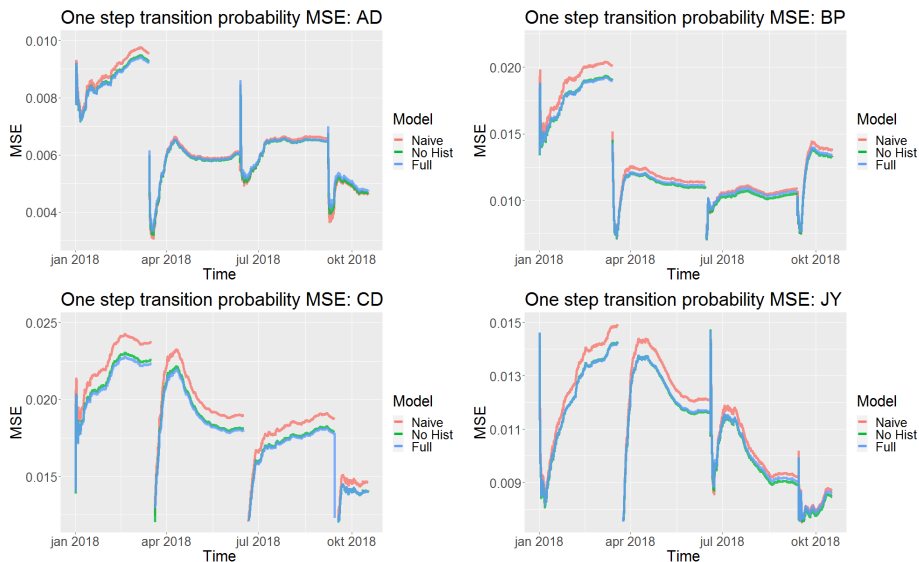 One step transition probability MSE: AD
0.010
0.008
0.006
0.004
MSE
jan 2018
apr 2018
jul 2018
okt 2018
Time
Model
Naive
No Hist
Full
One step transition probability MSE: BP
0.020
0.015
0.010
MSE
jan 2018
apr 2018
jul 2018
okt 2018
Time
Model
Naive
No Hist
Full
One step transition probability MSE: CD
0.025
0.020
0.015
MSE
jan 2018
apr 2018
jul 2018
okt 2018
Time
Model
Naive
No Hist
Full
One step transition probability MSE: JY
0.015
0.013
0.011
0.009
MSE
jan 2018
apr 2018
jul 2018
okt 2018
Time
Model
Naive
No Hist
Full